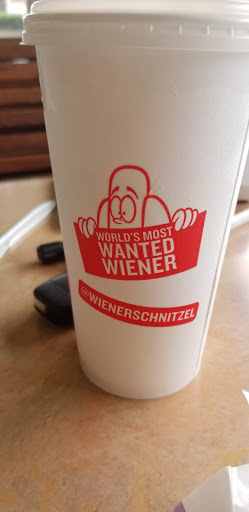 WORLD'S MOST
WANTED
WIENER
@WIENERSCHNITZEL